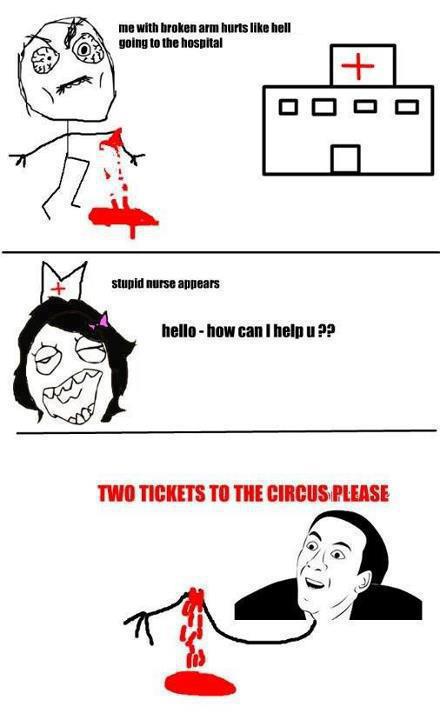 me with broken arm hurts like hell
going to the hospital
stupid nurse appears
hello - how can I help u ??
TWO TICKETS TO THE CIRCUS PLEASE